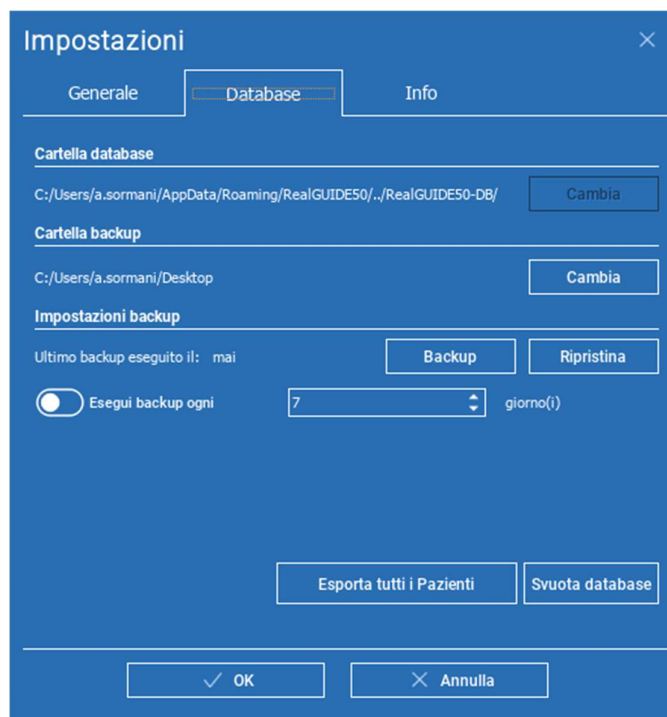 Impostazioni
Generale Database Info
Cartella database
C:/Users/a.sormani/AppData/Roaming/RealGUIDE50/../RealGUIDE50-DB/ Cambia
Cartella backup
C:/Users/a.sormani/Desktop Cambia
Impostazioni backup
Ultimo backup eseguito il: mai Backup Ripristina
Esegui backup ogni 7 giorno(i)
Esporta tutti i Pazienti Svuota database
OK Annulla